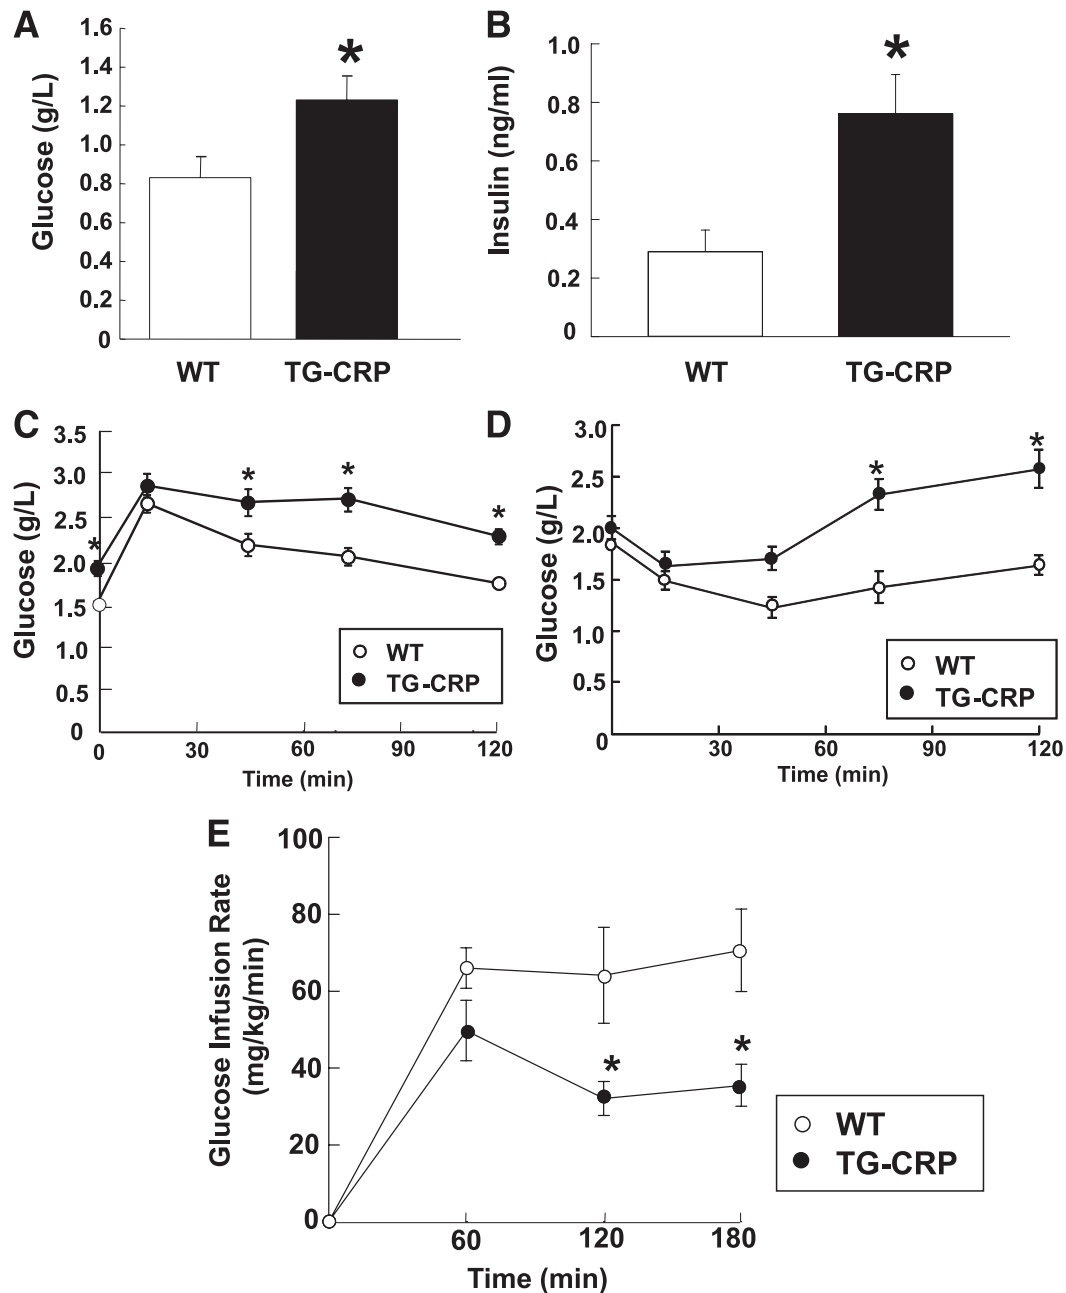 A
Glucose (g/L)
1.6
1.4
1.2
1.0
0.8
0.6
0.4
0.2
0
*
WT TG-CRP
B
Insulin (ng/ml)
1.0
0.8
0.6
0.4
0.2
0
*
WT TG-CRP
C
Glucose (g/L)
3.5
3.0
2.5
2.0
1.5
1.0
0.5
0
* * * *
WT
TG-CRP
0 30 60 90 120
Time (min)
D
Glucose (g/L)
3.0
2.5
2.0
1.5
1.0
0.5
0
* *
WT
TG-CRP
30 60 90 120
Time (min)
E
Glucose Infusion Rate
(mg/kg/min)
100
80
60
40
20
0
* *
60 120 180
Time (min)
WT
TG-CRP